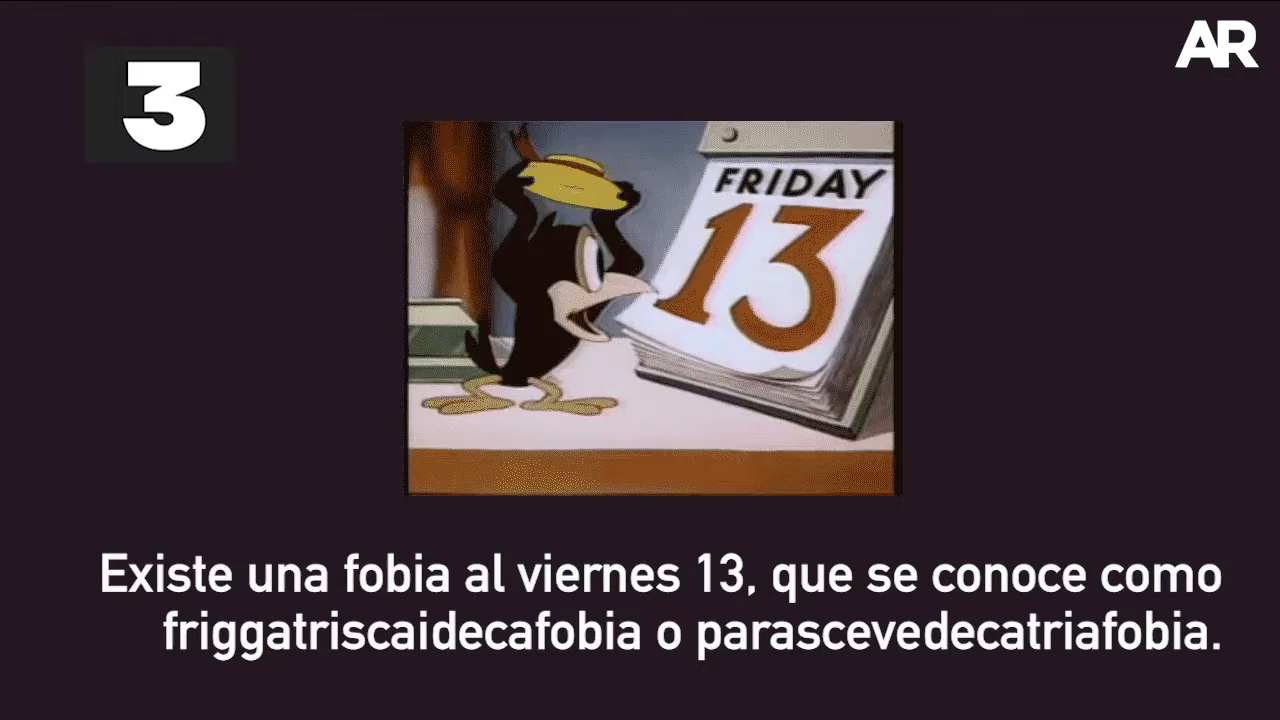 AR
3
FRIDAY
13
Existe una fobia al viernes 13, que se conoce como
friggatriscaidecafobia o parascevedecatriafobia.